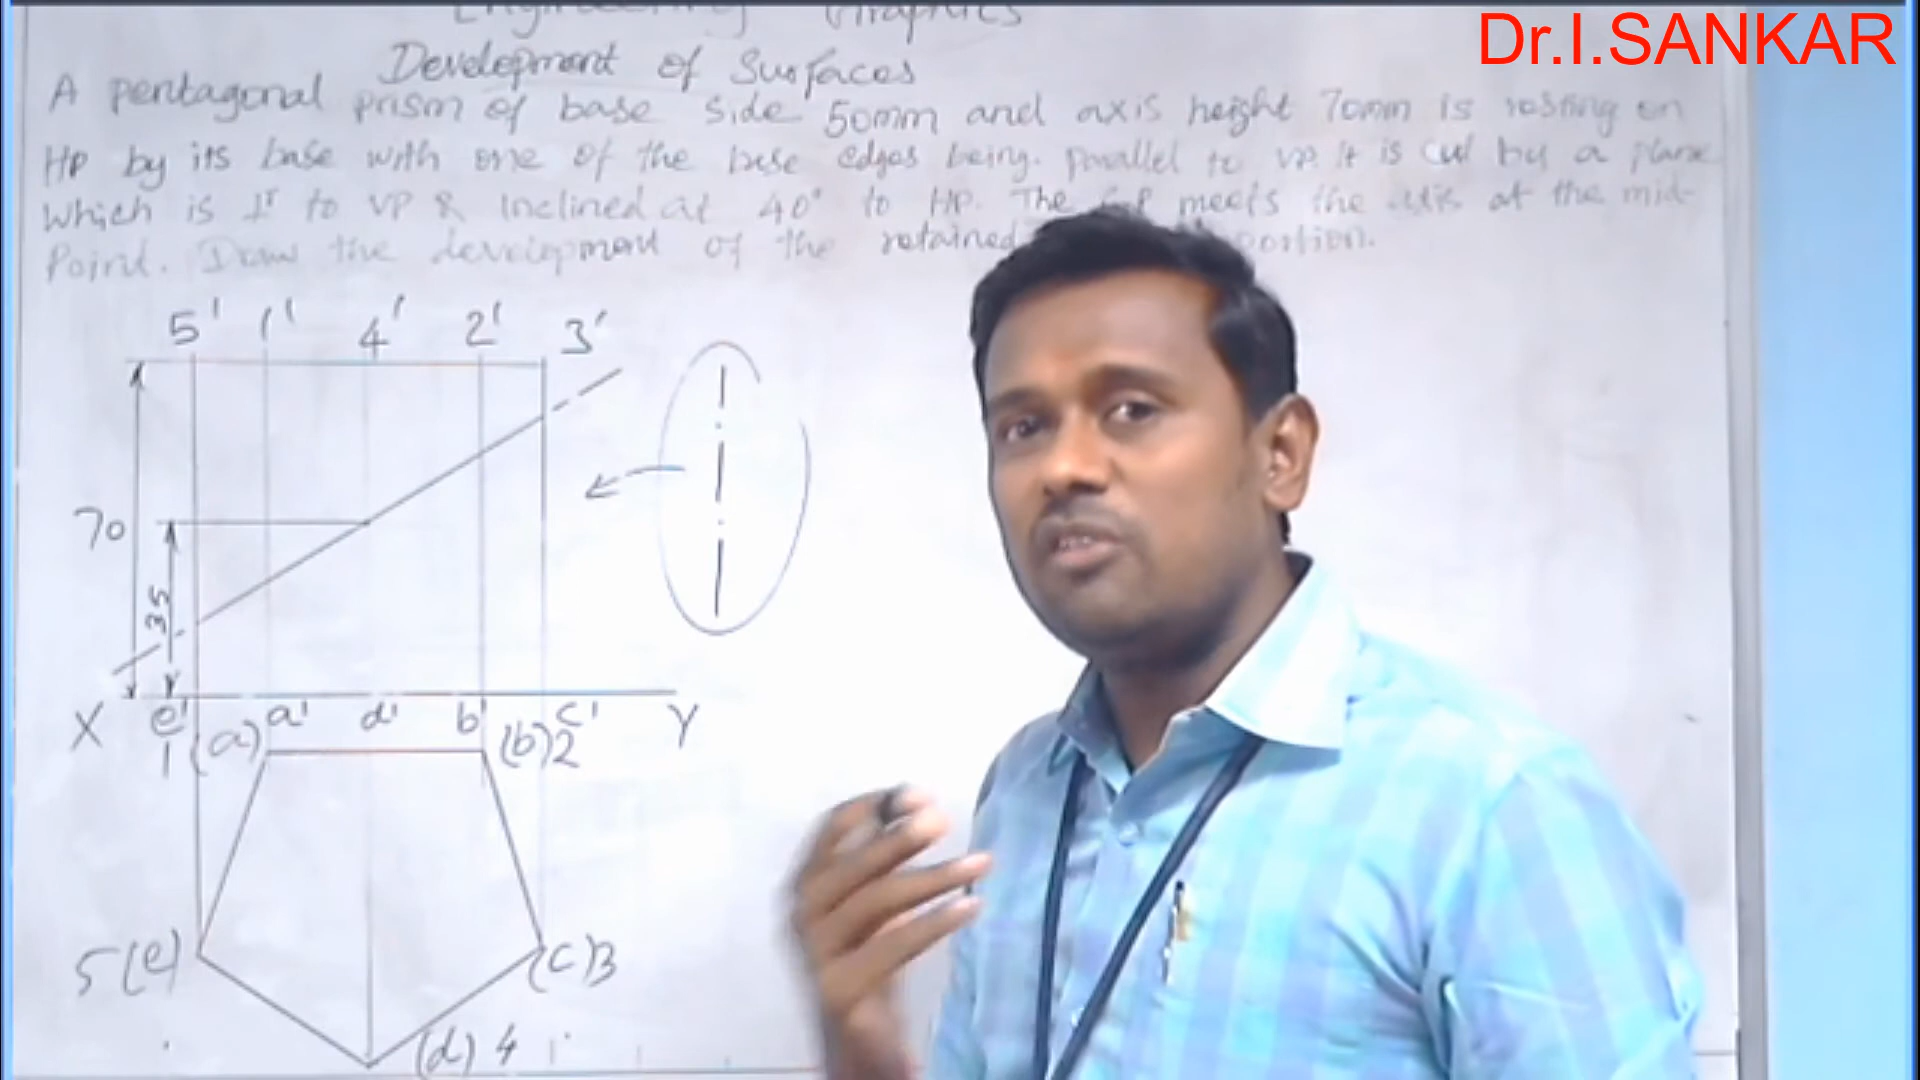 Dr.I.SANKAR
Engineering Graphics
Development of Surfaces
A pentagonal prism of base side 50mm and axis height 70mm is resting on
HP by its base with one of the base edges being parallel to VP. It is cut by a plane
which is to VP & inclined at 40° to HP. The meets the axis at the mid-
Point. Draw the development of the retained portion.
5' 1' 4' 2' 3'
70
35
X e' a' d' b' c' Y
1 (a) (b) 2
5 (e) (c) 3
(d) 4